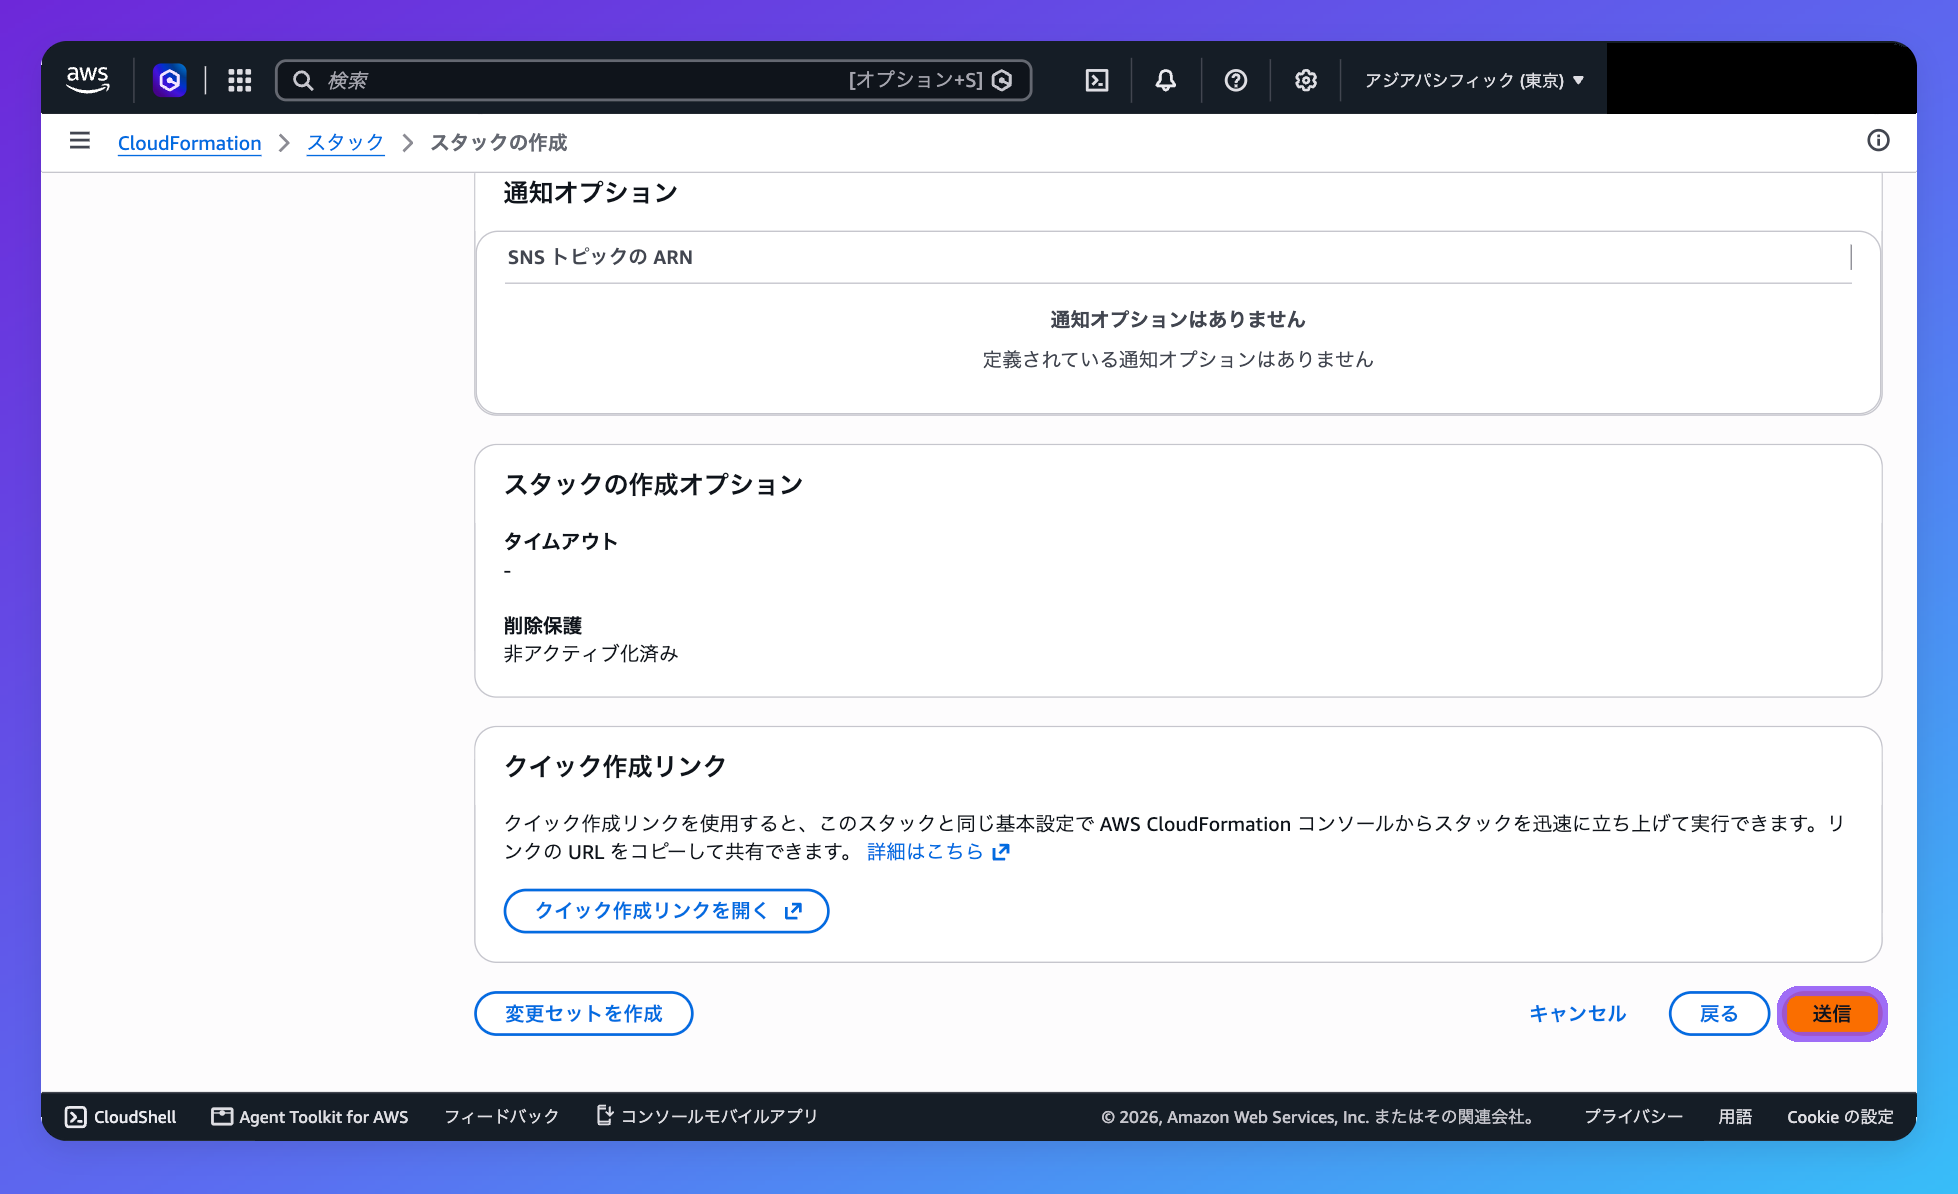 aws
検索
[オプション+S]
アジアパシフィック (東京) ▼
CloudFormation
スタック
スタックの作成
通知オプション
SNS トピックの ARN
通知オプションはありません
定義されている通知オプションはありません
スタックの作成オプション
タイムアウト
-
削除保護
非アクティブ化済み
クイック作成リンク
クイック作成リンクを使用すると、このスタックと同じ基本設定で AWS CloudFormation コンソールからスタックを迅速に立ち上げて実行できます。リ
ンクの URL をコピーして共有できます。 詳細はこちら
クイック作成リンクを開く
変更セットを作成
キャンセル
戻る
送信
CloudShell
Agent Toolkit for AWS
フィードバック
コンソールモバイルアプリ
© 2026, Amazon Web Services, Inc. またはその関連会社。
プライバシー
用語
Cookie の設定